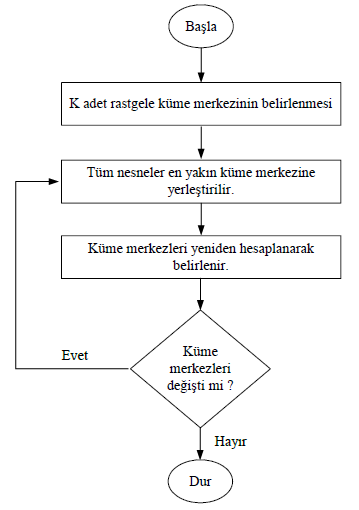 Başla
K adet rastgele küme merkezinin belirlenmesi
Tüm nesneler en yakın küme merkezine
yerleştirilir.
Küme merkezleri yeniden hesaplanarak
belirlenir.
Evet
Küme
merkezleri
değişti mi ?
Hayır
Dur